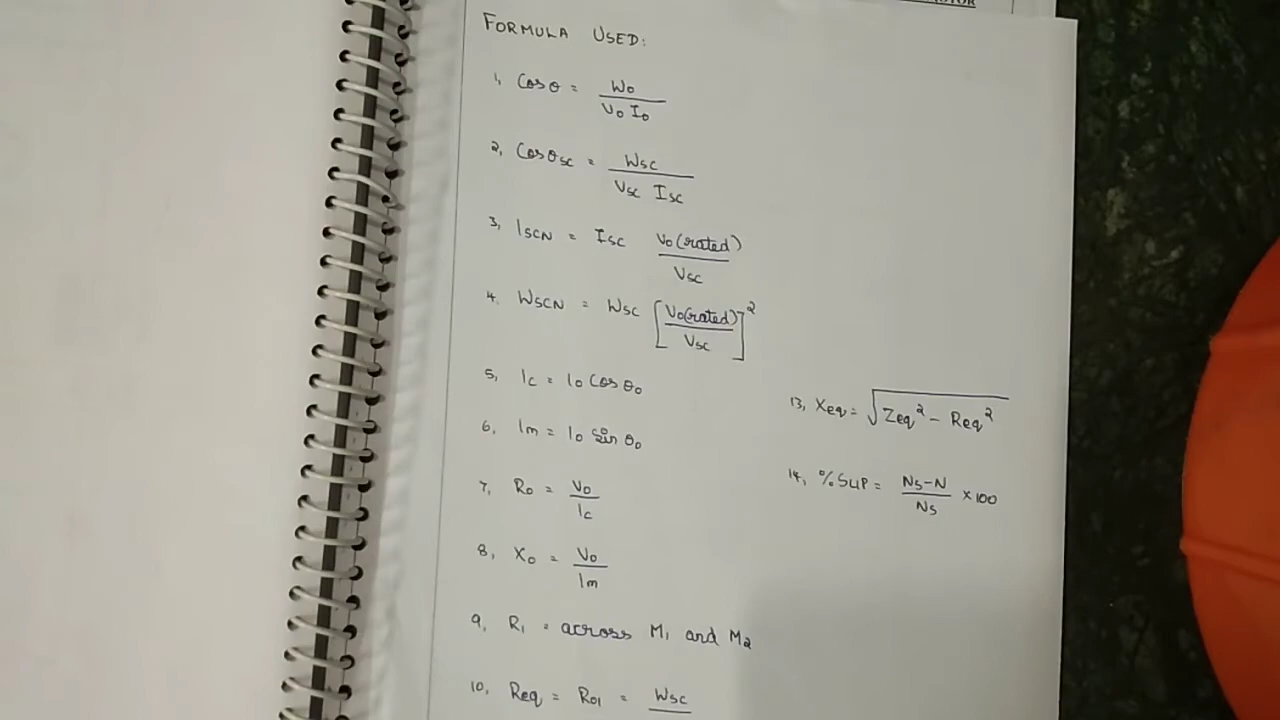 FORMULA USED:
1, Cosθ = W0 / V0 I0
2, Cosθsc = Wsc / Vsc Isc
3, ISCN = Isc V0(rated) / Vsc
4. WSCN = Wsc [V0(rated) / Vsc]²
5, Ic = I0 Cos θ0
6, Im = I0 Sin θ0
7, R0 = V0 / Ic
8, X0 = V0 / Im
9, R1 = across M1 and M2
10, Req = R01 = Wsc
13, Xeq = √Zeq² - Req²
14, % SLIP = Ns-N / Ns × 100